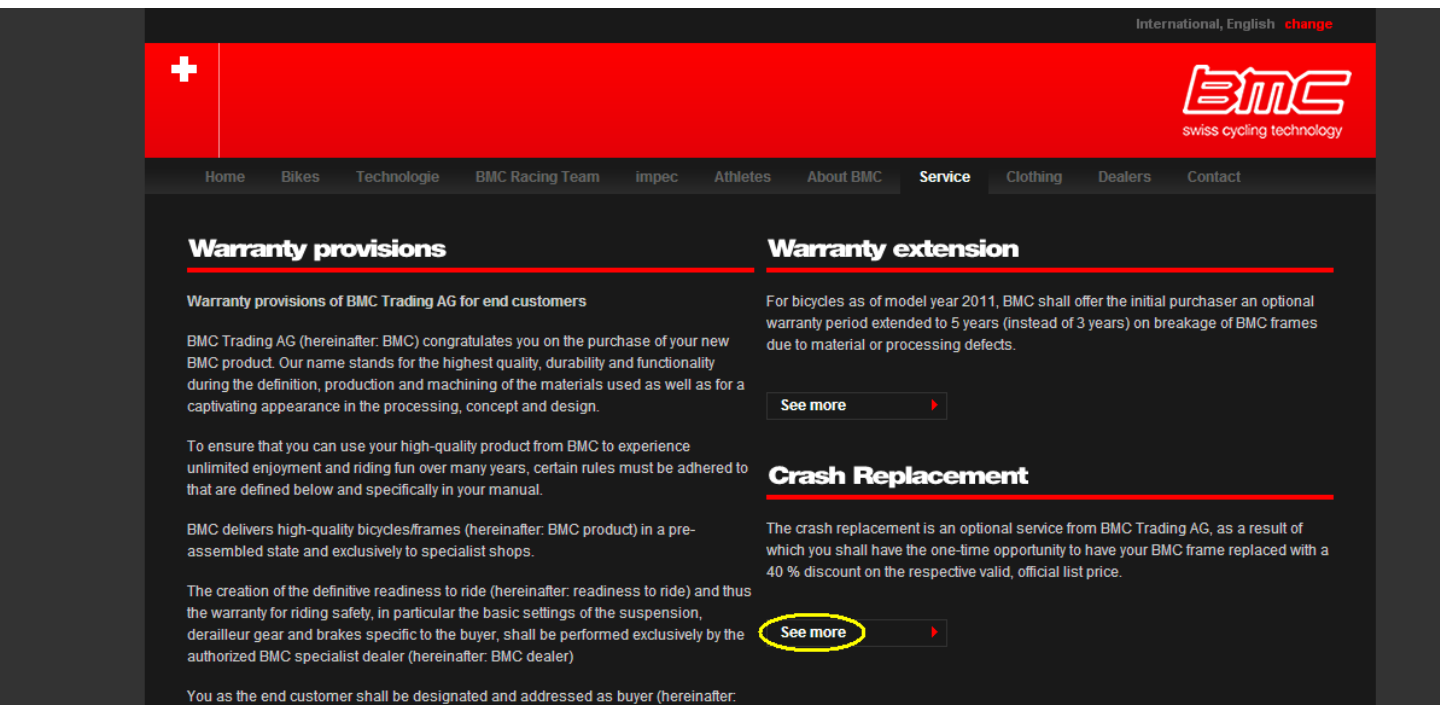 International, English change
BMC
swiss cycling technology
Home Bikes Technologie BMC Racing Team impec Athletes About BMC Service Clothing Dealers Contact
Warranty provisions
Warranty provisions of BMC Trading AG for end customers
BMC Trading AG (hereinafter: BMC) congratulates you on the purchase of your new
BMC product. Our name stands for the highest quality, durability and functionality
during the definition, production and machining of the materials used as well as for a
captivating appearance in the processing, concept and design.
To ensure that you can use your high-quality product from BMC to experience
unlimited enjoyment and riding fun over many years, certain rules must be adhered to
that are defined below and specifically in your manual.
BMC delivers high-quality bicycles/frames (hereinafter: BMC product) in a pre-
assembled state and exclusively to specialist shops.
The creation of the definitive readiness to ride (hereinafter: readiness to ride) and thus
the warranty for riding safety, in particular the basic settings of the suspension,
derailleur gear and brakes specific to the buyer, shall be performed exclusively by the
authorized BMC specialist dealer (hereinafter: BMC dealer)
You as the end customer shall be designated and addressed as buyer (hereinafter:
Warranty extension
For bicycles as of model year 2011, BMC shall offer the initial purchaser an optional
warranty period extended to 5 years (instead of 3 years) on breakage of BMC frames
due to material or processing defects.
See more
Crash Replacement
The crash replacement is an optional service from BMC Trading AG, as a result of
which you shall have the one-time opportunity to have your BMC frame replaced with a
40 % discount on the respective valid, official list price.
See more